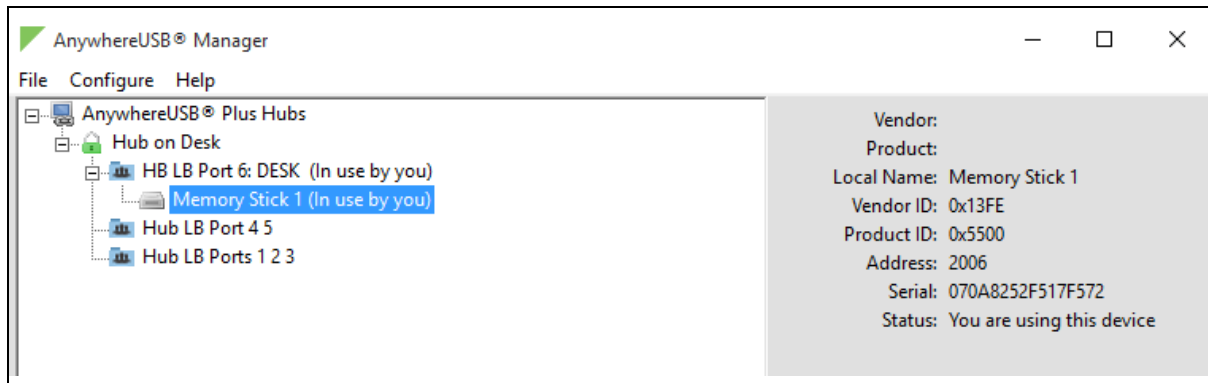 AnywhereUSB® Manager
File Configure Help
AnywhereUSB® Plus Hubs
Hub on Desk
HB LB Port 6: DESK (In use by you)
Memory Stick 1 (In use by you)
Hub LB Port 4 5
Hub LB Ports 1 2 3
Vendor:
Product:
Local Name: Memory Stick 1
Vendor ID: 0x13FE
Product ID: 0x5500
Address: 2006
Serial: 070A8252F517F572
Status: You are using this device